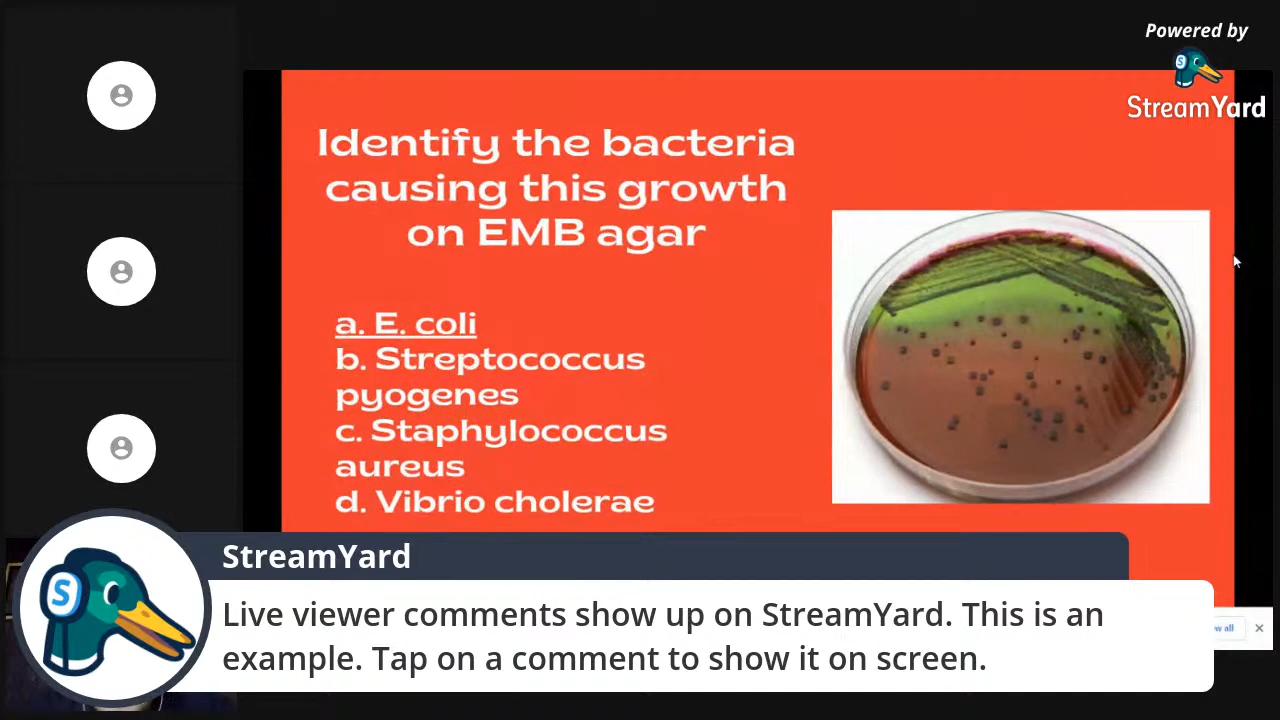 Powered by
StreamYard
Identify the bacteria
causing this growth
on EMB agar
a. E. coli
b. Streptococcus
pyogenes
c. Staphylococcus
aureus
d. Vibrio cholerae
S
StreamYard
Live viewer comments show up on StreamYard. This is an
example. Tap on a comment to show it on screen.